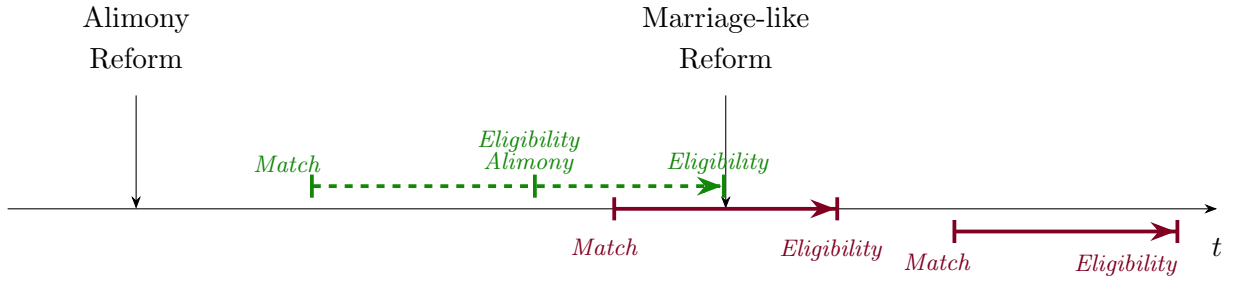 Alimony
Reform
Marriage-like
Reform
Match
Eligibility
Alimony
Eligibility
Match
Eligibility
Match
Eligibility
t